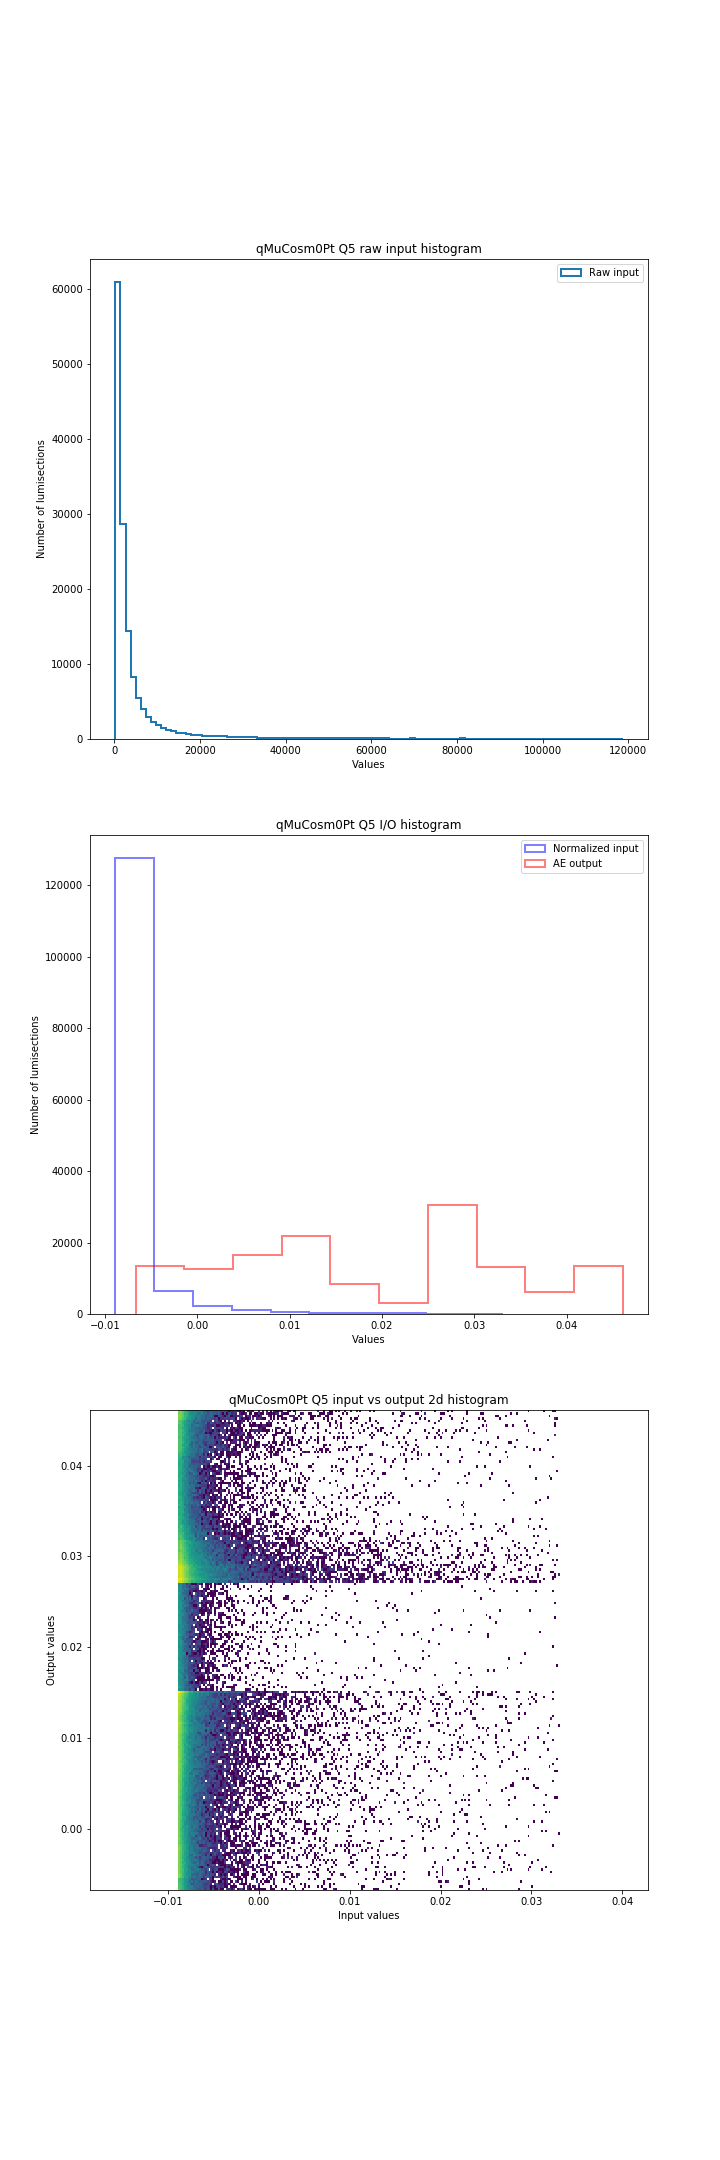 qMuCosm0Pt Q5 raw input histogram
Raw input
60000
50000
40000
30000
20000
10000
0
Number of lumisections
0 20000 40000 60000 80000 100000 120000
Values
qMuCosm0Pt Q5 I/O histogram
Normalized input
AE output
120000
100000
80000
60000
40000
20000
0
Number of lumisections
−0.01 0.00 0.01 0.02 0.03 0.04
Values
qMuCosm0Pt Q5 input vs output 2d histogram
0.04
0.03
0.02
0.01
0.00
Output values
−0.01 0.00 0.01 0.02 0.03 0.04
Input values